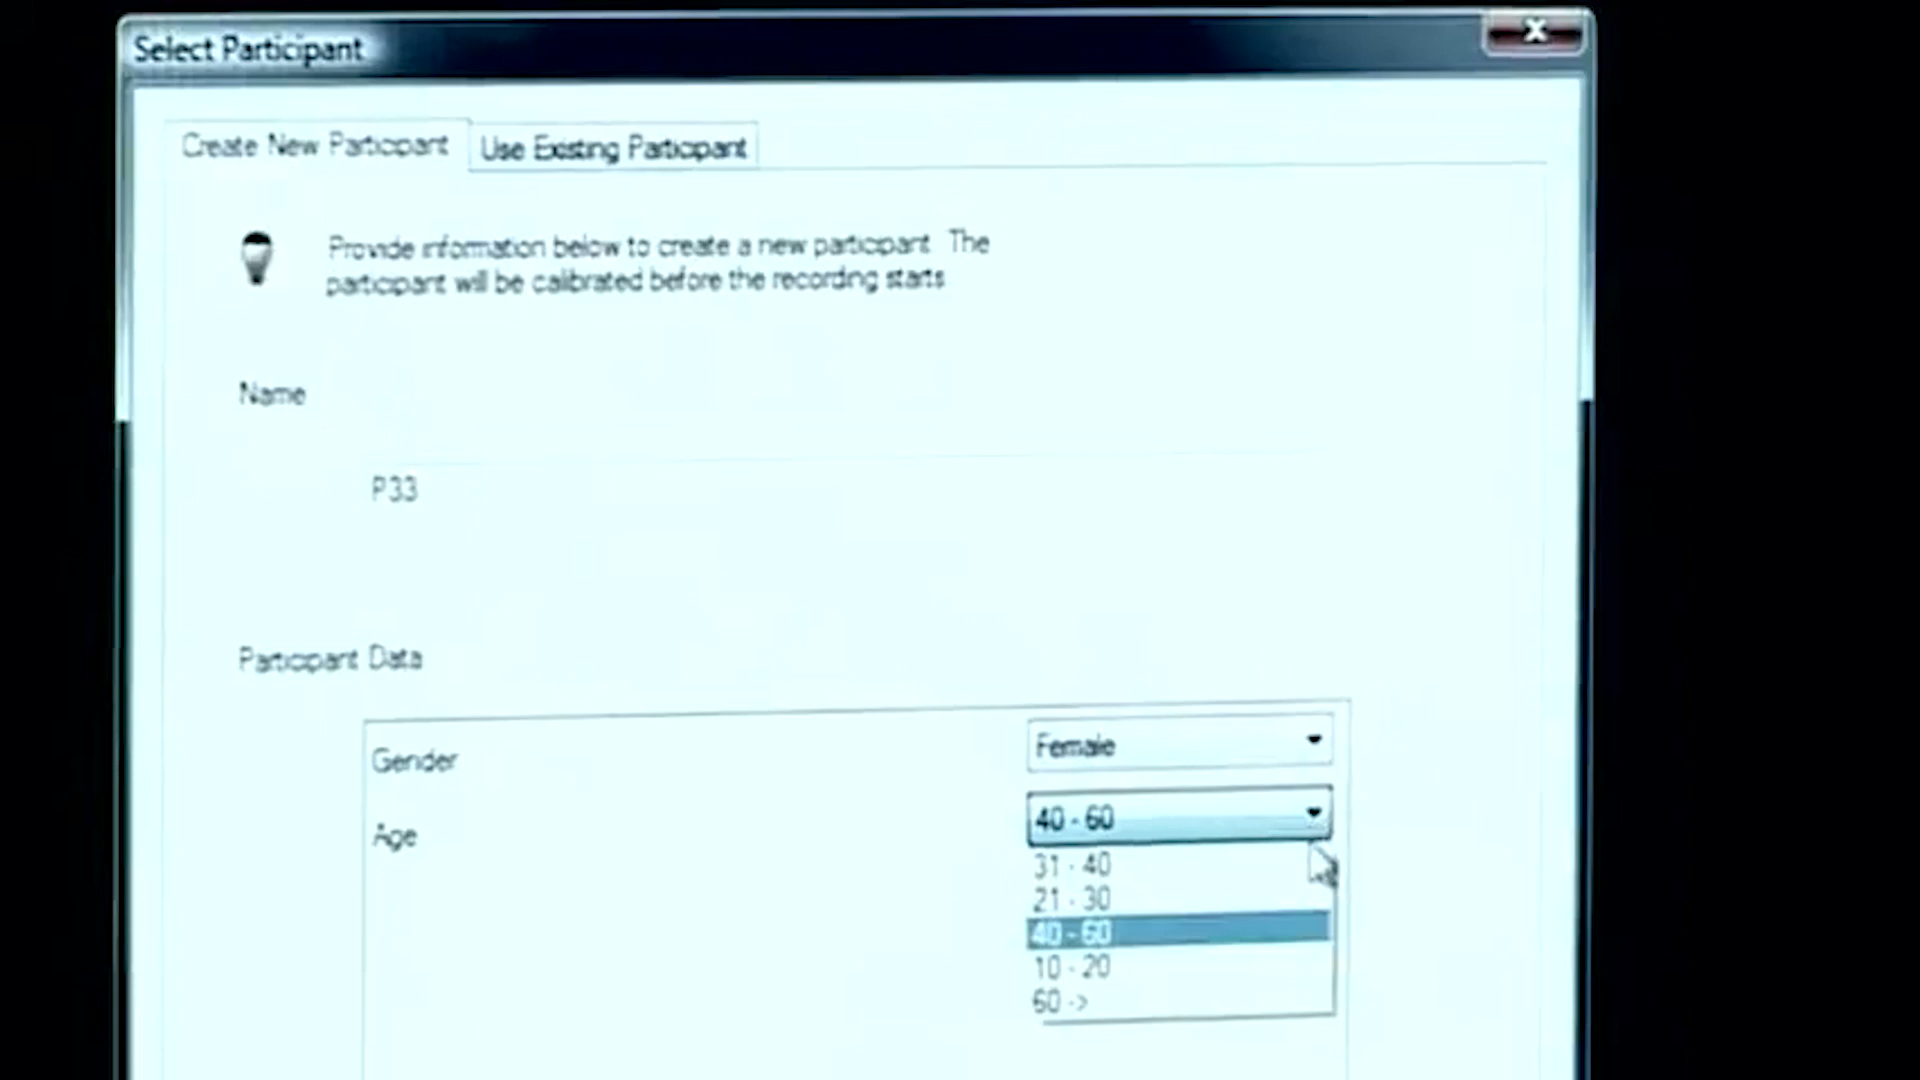 Select Participant
X
Create New Participant
Use Existing Participant
Provide information below to create a new participant. The
participant will be calibrated before the recording starts
Name
P33
Participant Data
Gender
Female
Age
40 - 60
31 - 40
21 - 30
40 - 60
10 - 20
60 ->